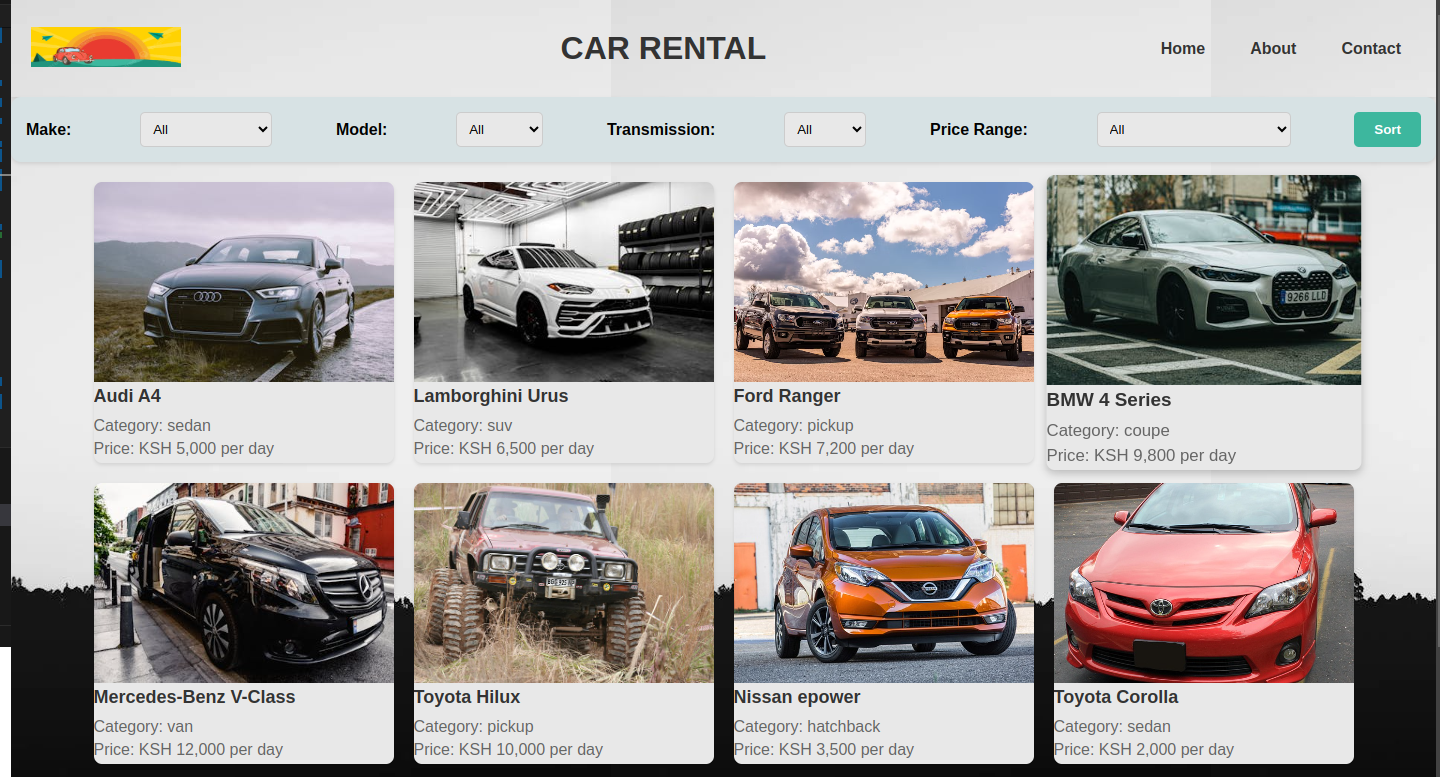 CAR RENTAL
Home About Contact
Make: All Model: All Transmission: All Price Range: All Sort
9266 LLD
Audi A4
Category: sedan
Price: KSH 5,000 per day
Lamborghini Urus
Category: suv
Price: KSH 6,500 per day
Ford Ranger
Category: pickup
Price: KSH 7,200 per day
BMW 4 Series
Category: coupe
Price: KSH 9,800 per day
Mercedes-Benz V-Class
Category: van
Price: KSH 12,000 per day
Toyota Hilux
Category: pickup
Price: KSH 10,000 per day
Nissan epower
Category: hatchback
Price: KSH 3,500 per day
Toyota Corolla
Category: sedan
Price: KSH 2,000 per day